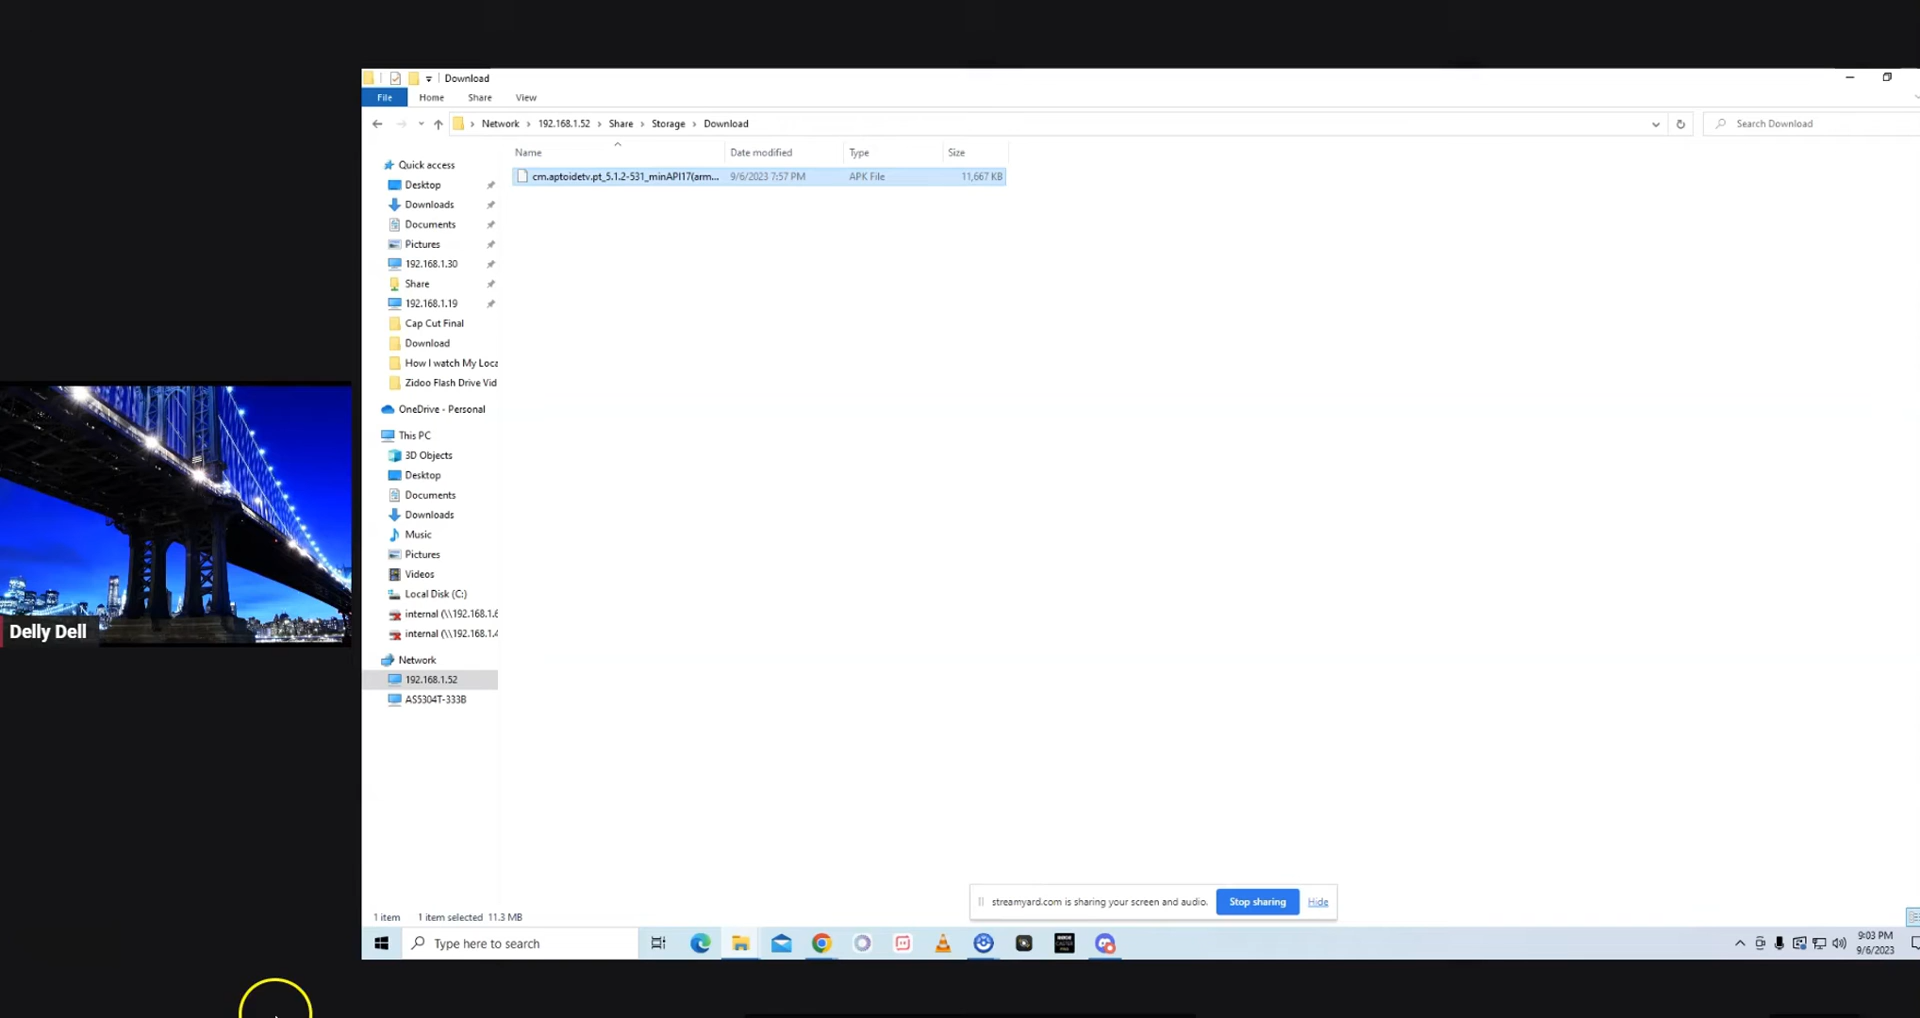 Download
File Home Share View
Network > 192.168.1.52 > Share > Storage > Download
Search Download
Name Date modified Type Size
cm.aptoidetv.pt_5.1.2-531_minAPI17(arm... 9/6/2023 7:57 PM APK File 11,667 KB
Quick access
Desktop
Downloads
Documents
Pictures
192.168.1.30
Share
192.168.1.19
Cap Cut Final
Download
How I watch My Loca
Zidoo Flash Drive Vid
OneDrive - Personal
This PC
3D Objects
Desktop
Documents
Downloads
Music
Pictures
Videos
Local Disk (C:)
internal (\\192.168.1.6
internal (\\192.168.1.4
Network
192.168.1.52
AS5304T-333B
Delly Dell
streamyard.com is sharing your screen and audio. Stop sharing Hide
1 item 1 item selected 11.3 MB
Type here to search
9:03 PM
9/6/2023